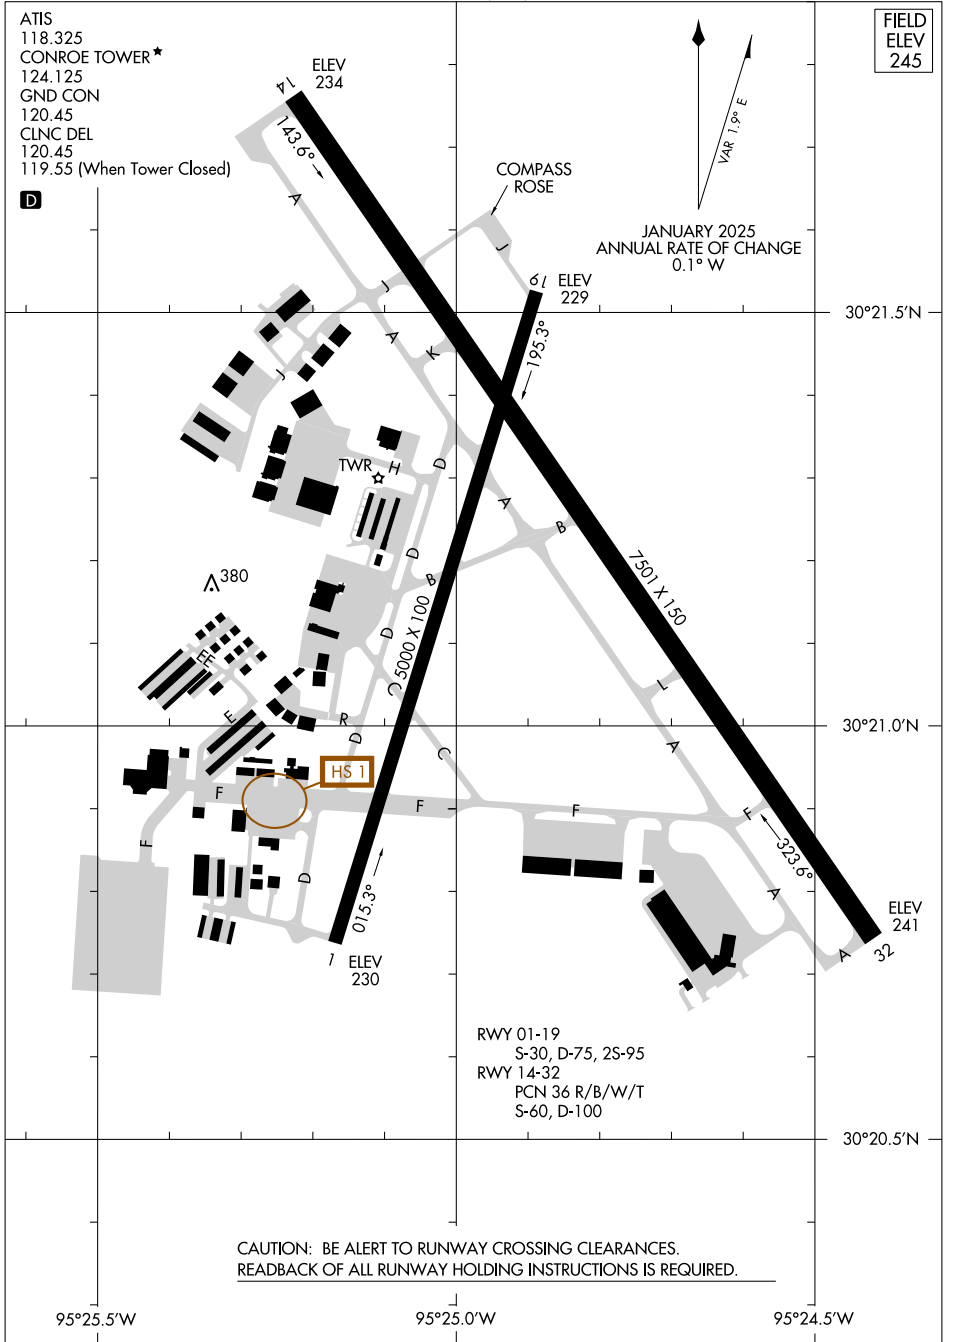 ATIS
118.325
CONROE TOWER★
124.125
GND CON
120.45
CLNC DEL
120.45
119.55 (When Tower Closed)
D
FIELD
ELEV
245
VAR 1.9° E
JANUARY 2025
ANNUAL RATE OF CHANGE
0.1° W
ELEV
234
14
143.6°
A
COMPASS
ROSE
J
J
19
ELEV
229
30°21.5'N
A
K
195.3°
J
TWR
H
D
A
B
D
B
7501 X 150
380
5000 X 100
D
EE
C
L
E
R
D
30°21.0'N
A
C
HS 1
F
F
F
F
F
323.6°
D
A
015.3°
ELEV
241
32
A
1
ELEV
230
RWY 01-19
S-30, D-75, 2S-95
RWY 14-32
PCN 36 R/B/W/T
S-60, D-100
30°20.5'N
CAUTION: BE ALERT TO RUNWAY CROSSING CLEARANCES.
READBACK OF ALL RUNWAY HOLDING INSTRUCTIONS IS REQUIRED.
95°25.5'W
95°25.0'W
95°24.5'W